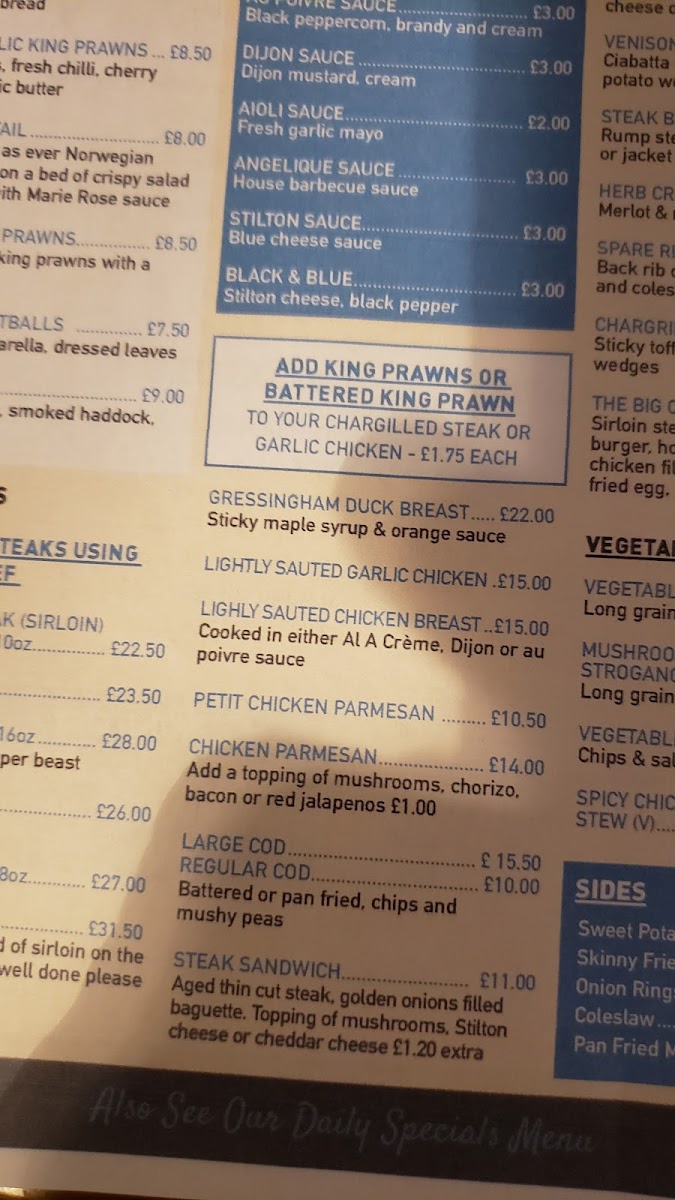 bread
LIC KING PRAWNS ... £8.50
, fresh chilli, cherry
ic butter
AIL ........................ £8.00
as ever Norwegian
on a bed of crispy salad
with Marie Rose sauce
PRAWNS.............. £8.50
king prawns with a
TBALLS ............. £7.50
arella, dressed leaves
........................... £9.00
, smoked haddock,
S
TEAKS USING
EF
K (SIRLOIN)
10oz............... £22.50
..................... £23.50
16oz............ £28.00
per beast
................... £26.00
8oz........... £27.00
................. £31.50
d of sirloin on the
well done please
AU POIVRE SAUCE........................ £3.00
Black peppercorn, brandy and cream
DIJON SAUCE.................................. £3.00
Dijon mustard, cream
AIOLI SAUCE.................................... £2.00
Fresh garlic mayo
ANGELIQUE SAUCE........................ £3.00
House barbecue sauce
STILTON SAUCE................................ £3.00
Blue cheese sauce
BLACK & BLUE................................. £3.00
Stilton cheese, black pepper
ADD KING PRAWNS OR
BATTERED KING PRAWN
TO YOUR CHARGILLED STEAK OR
GARLIC CHICKEN - £1.75 EACH
GRESSINGHAM DUCK BREAST..... £22.00
Sticky maple syrup & orange sauce
LIGHTLY SAUTED GARLIC CHICKEN .£15.00
LIGHLY SAUTED CHICKEN BREAST..£15.00
Cooked in either Al A Crème, Dijon or au
poivre sauce
PETIT CHICKEN PARMESAN ......... £10.50
CHICKEN PARMESAN..................... £14.00
Add a topping of mushrooms, chorizo,
bacon or red jalapenos £1.00
LARGE COD...................................... £ 15.50
REGULAR COD.................................. £10.00
Battered or pan fried, chips and
mushy peas
STEAK SANDWICH......................... £11.00
Aged thin cut steak, golden onions filled
baguette. Topping of mushrooms, Stilton
cheese or cheddar cheese £1.20 extra
cheese
VENISON
Ciabatta
potato
STEAK B
Rump ste
or jacket
HERB CR
Merlot &
SPARE RI
Back rib
and coles
CHARGRI
Sticky toff
wedges
THE BIG
Sirloin ste
burger, ho
chicken fil
fried egg,
VEGETA
VEGETABL
Long grain
MUSHROO
STROGANO
Long grain
VEGETABL
Chips & sal
SPICY CHIC
STEW (V)....
SIDES
Sweet Pota
Skinny Frie
Onion Ring
Coleslaw....
Pan Fried M
Also See Our Daily Specials Menu